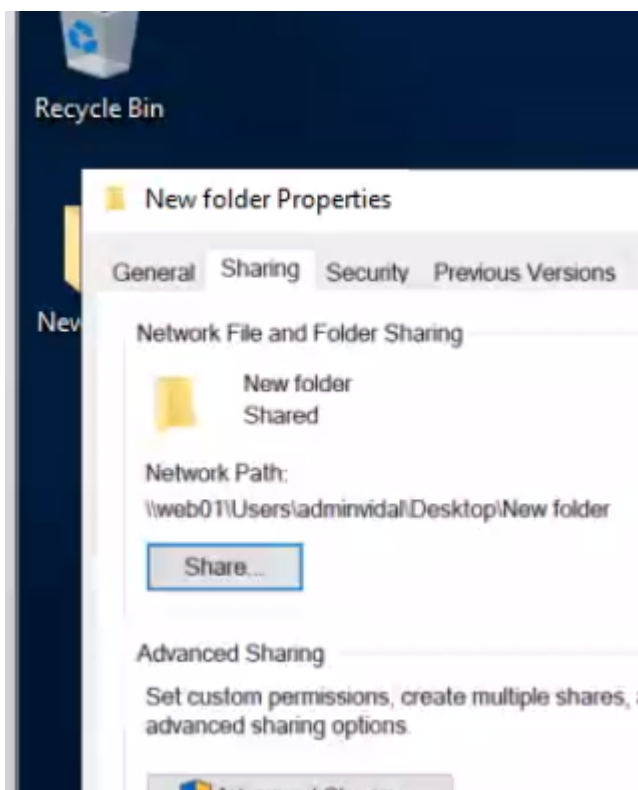 Recycle Bin
New folder Properties
General Sharing Security Previous Versions
New
Network File and Folder Sharing
New folder
Shared
Network Path:
\\web01\Users\adminvidal\Desktop\New folder
Share...
Advanced Sharing
Set custom permissions, create multiple shares,
advanced sharing options.